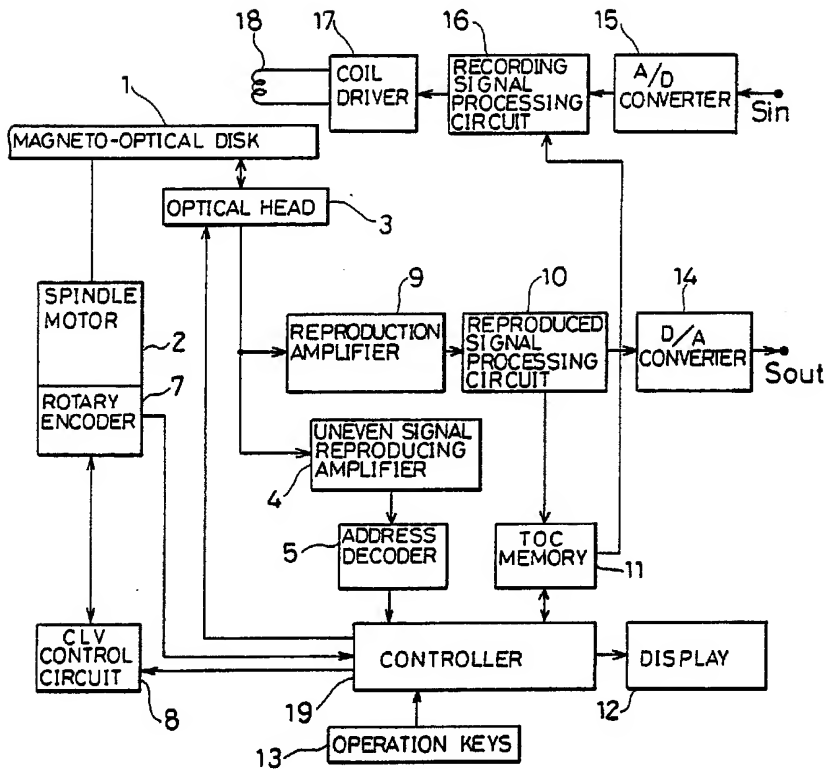 18
17
16
15
COIL
DRIVER
RECORDING
SIGNAL
PROCESSING
CIRCUIT
A/D
CONVERTER
Sin
1
MAGNETO-OPTICAL DISK
OPTICAL HEAD
3
SPINDLE
MOTOR
2
7
ROTARY
ENCODER
9
REPRODUCTION
AMPLIFIER
10
REPRODUCED
SIGNAL
PROCESSING
CIRCUIT
14
D/A
CONVERTER
Sout
UNEVEN SIGNAL
REPRODUCING
AMPLIFIER
4
5
ADDRESS
DECODER
TOC
MEMORY
11
CLV
CONTROL
CIRCUIT
8
CONTROLLER
19
DISPLAY
12
13
OPERATION KEYS